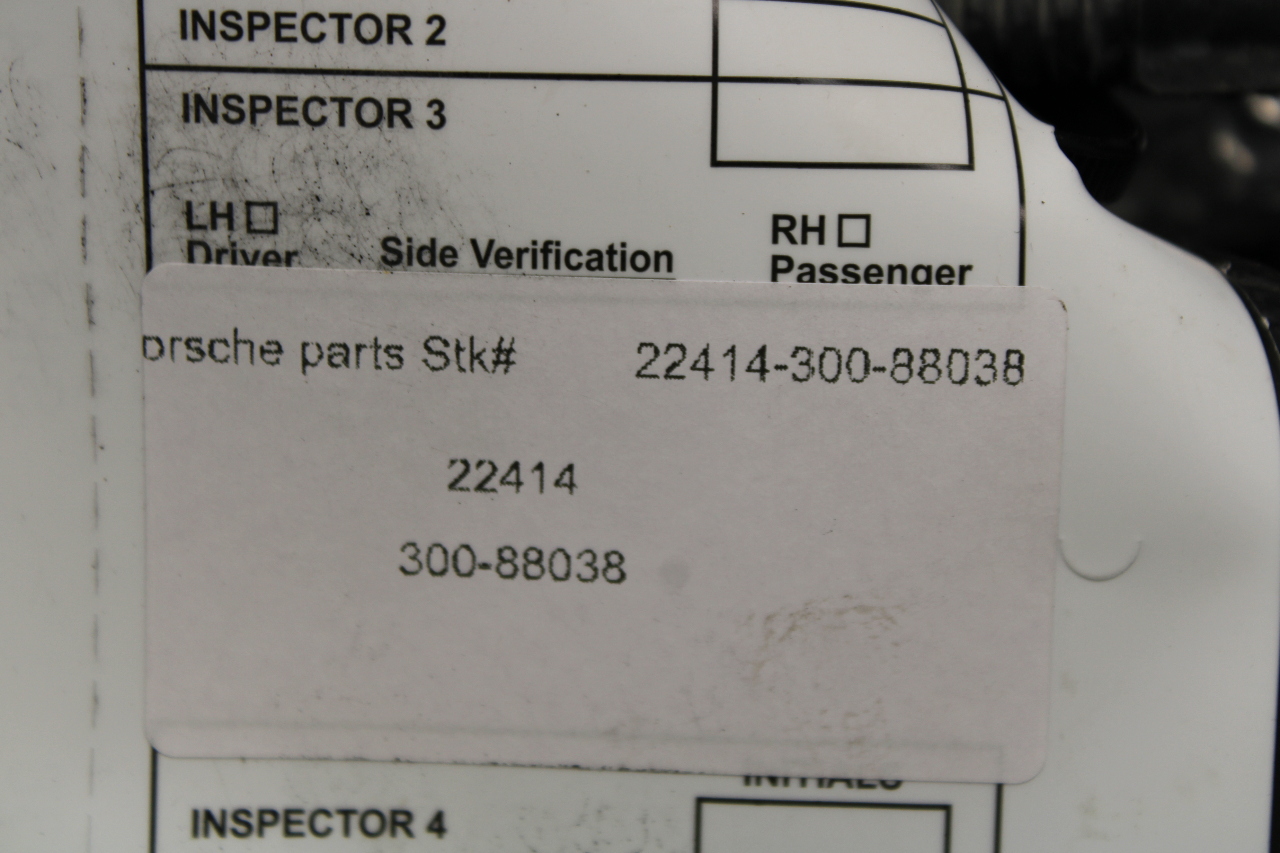 INSPECTOR 2
INSPECTOR 3
LH RH
Driver Side Verification Passenger
orsche parts Stk# 22414-300-88038
22414
300-88038
INITIALS
INSPECTOR 4